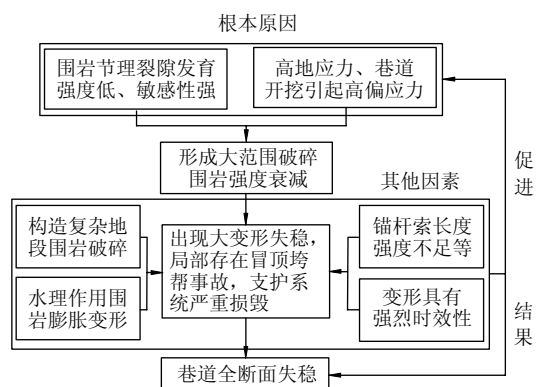 根本原因
围岩节理裂隙发育
强度低、敏感性强
高地应力、巷道
开挖引起高偏应力
形成大范围破碎
围岩强度衰减
促进
其他因素
构造复杂地
段围岩破碎
水理作用围
岩膨胀变形
出现大变形失稳，
局部存在冒顶垮
帮事故，支护系
统严重损毁
锚杆索长度
强度不足等
变形具有
强烈时效性
结果
巷道全断面失稳